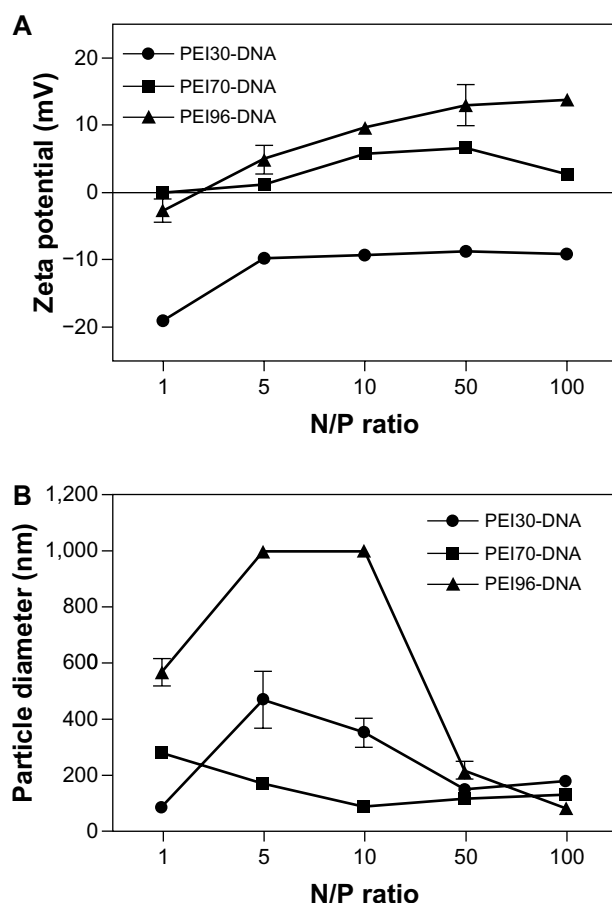 A
Zeta potential (mV)
20
10
0
−10
−20
PEI30-DNA
PEI70-DNA
PEI96-DNA
1 5 10 50 100
N/P ratio
B
Particle diameter (nm)
1,200
1,000
800
600
400
200
0
PEI30-DNA
PEI70-DNA
PEI96-DNA
1 5 10 50 100
N/P ratio